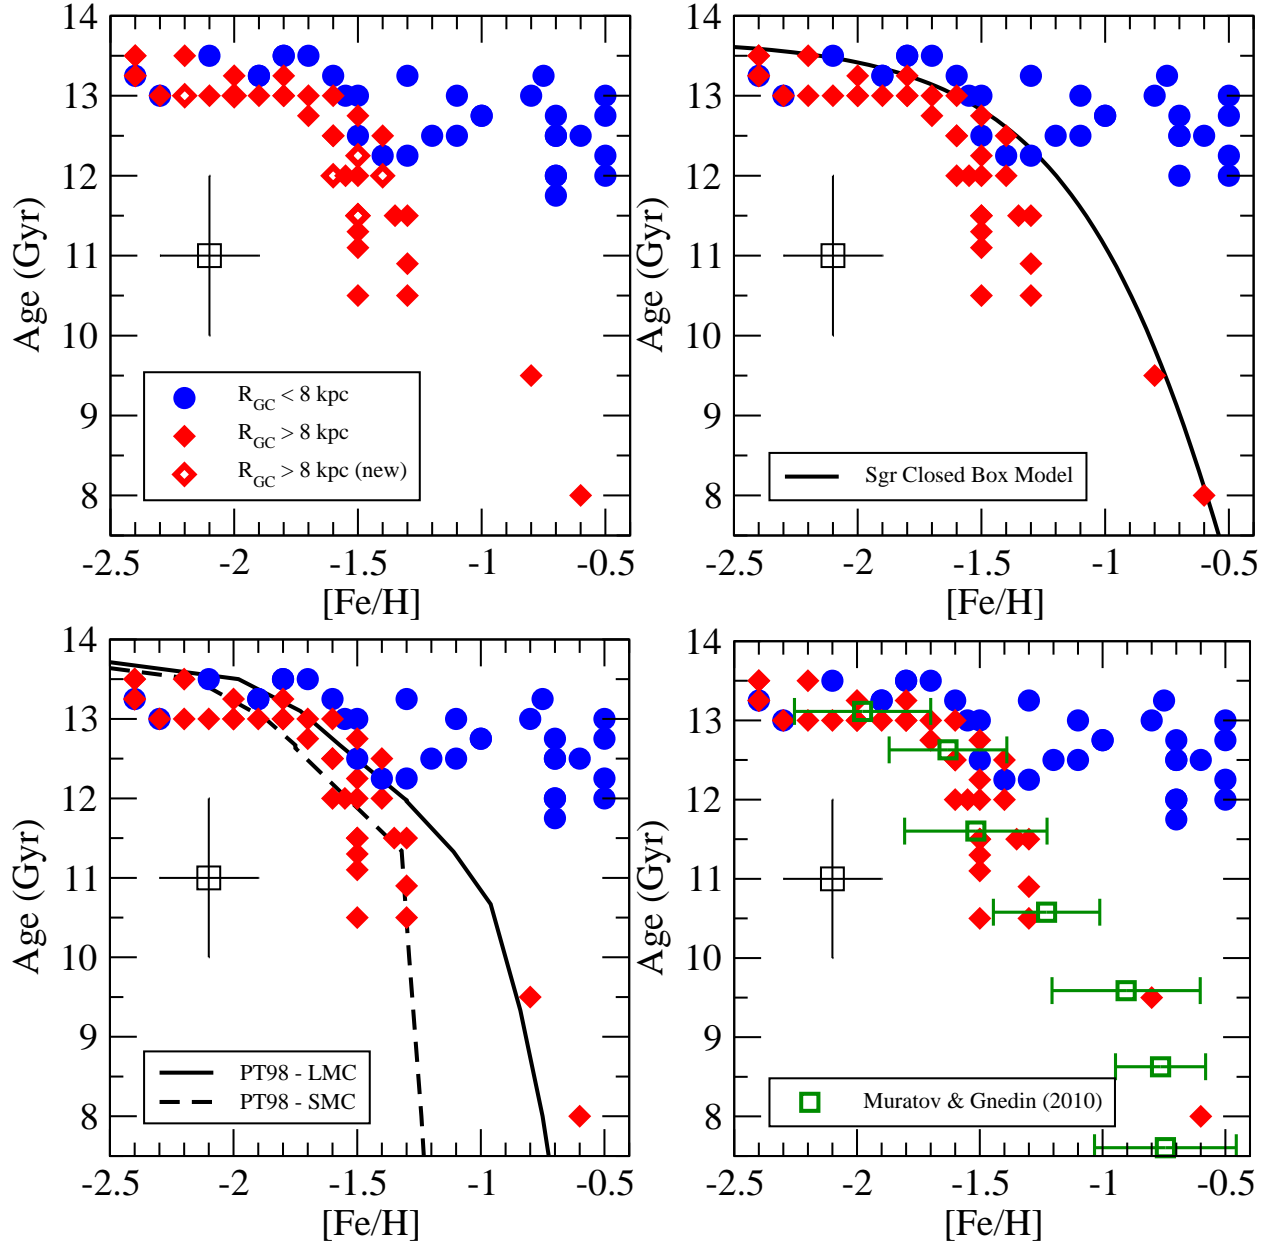 14
13
12
11
10
9
8
Age (Gyr)
R_GC < 8 kpc
R_GC > 8 kpc
R_GC > 8 kpc (new)
-2.5 -2 -1.5 -1 -0.5
[Fe/H]
14
13
12
11
10
9
8
Age (Gyr)
Sgr Closed Box Model
-2.5 -2 -1.5 -1 -0.5
[Fe/H]
14
13
12
11
10
9
8
Age (Gyr)
PT98 - LMC
PT98 - SMC
-2.5 -2 -1.5 -1 -0.5
[Fe/H]
14
13
12
11
10
9
8
Age (Gyr)
Muratov & Gnedin (2010)
-2.5 -2 -1.5 -1 -0.5
[Fe/H]